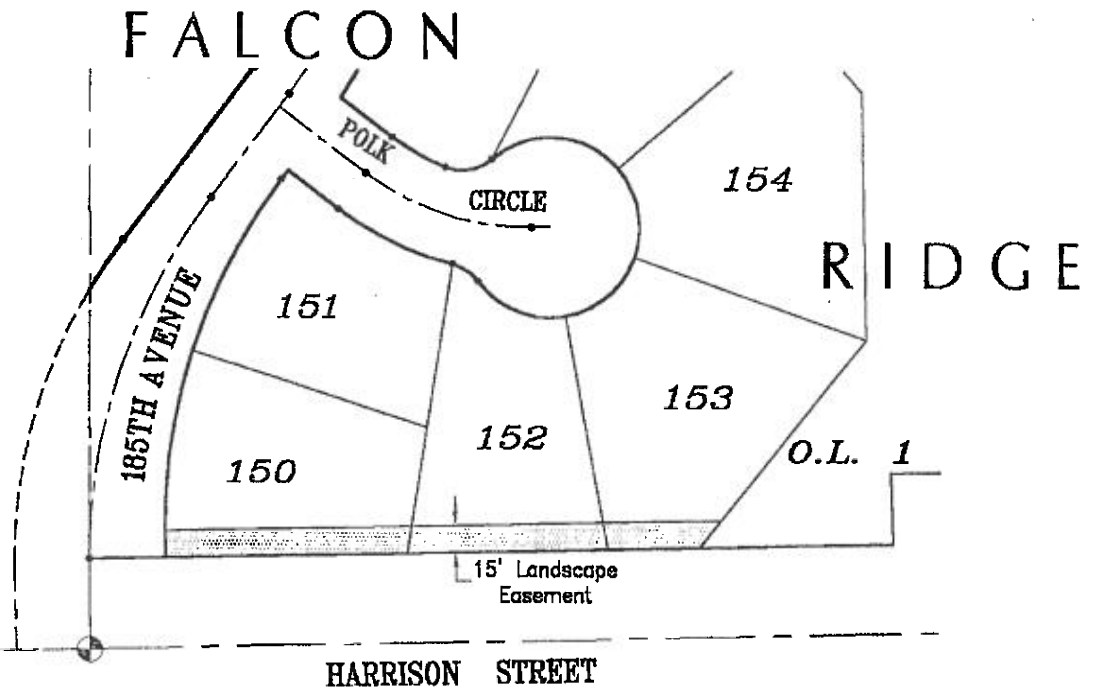 FALCON
POLK
CIRCLE
154
RIDGE
151
185TH AVENUE
153
152
O.L. 1
150
15' Landscape
Easement
HARRISON STREET